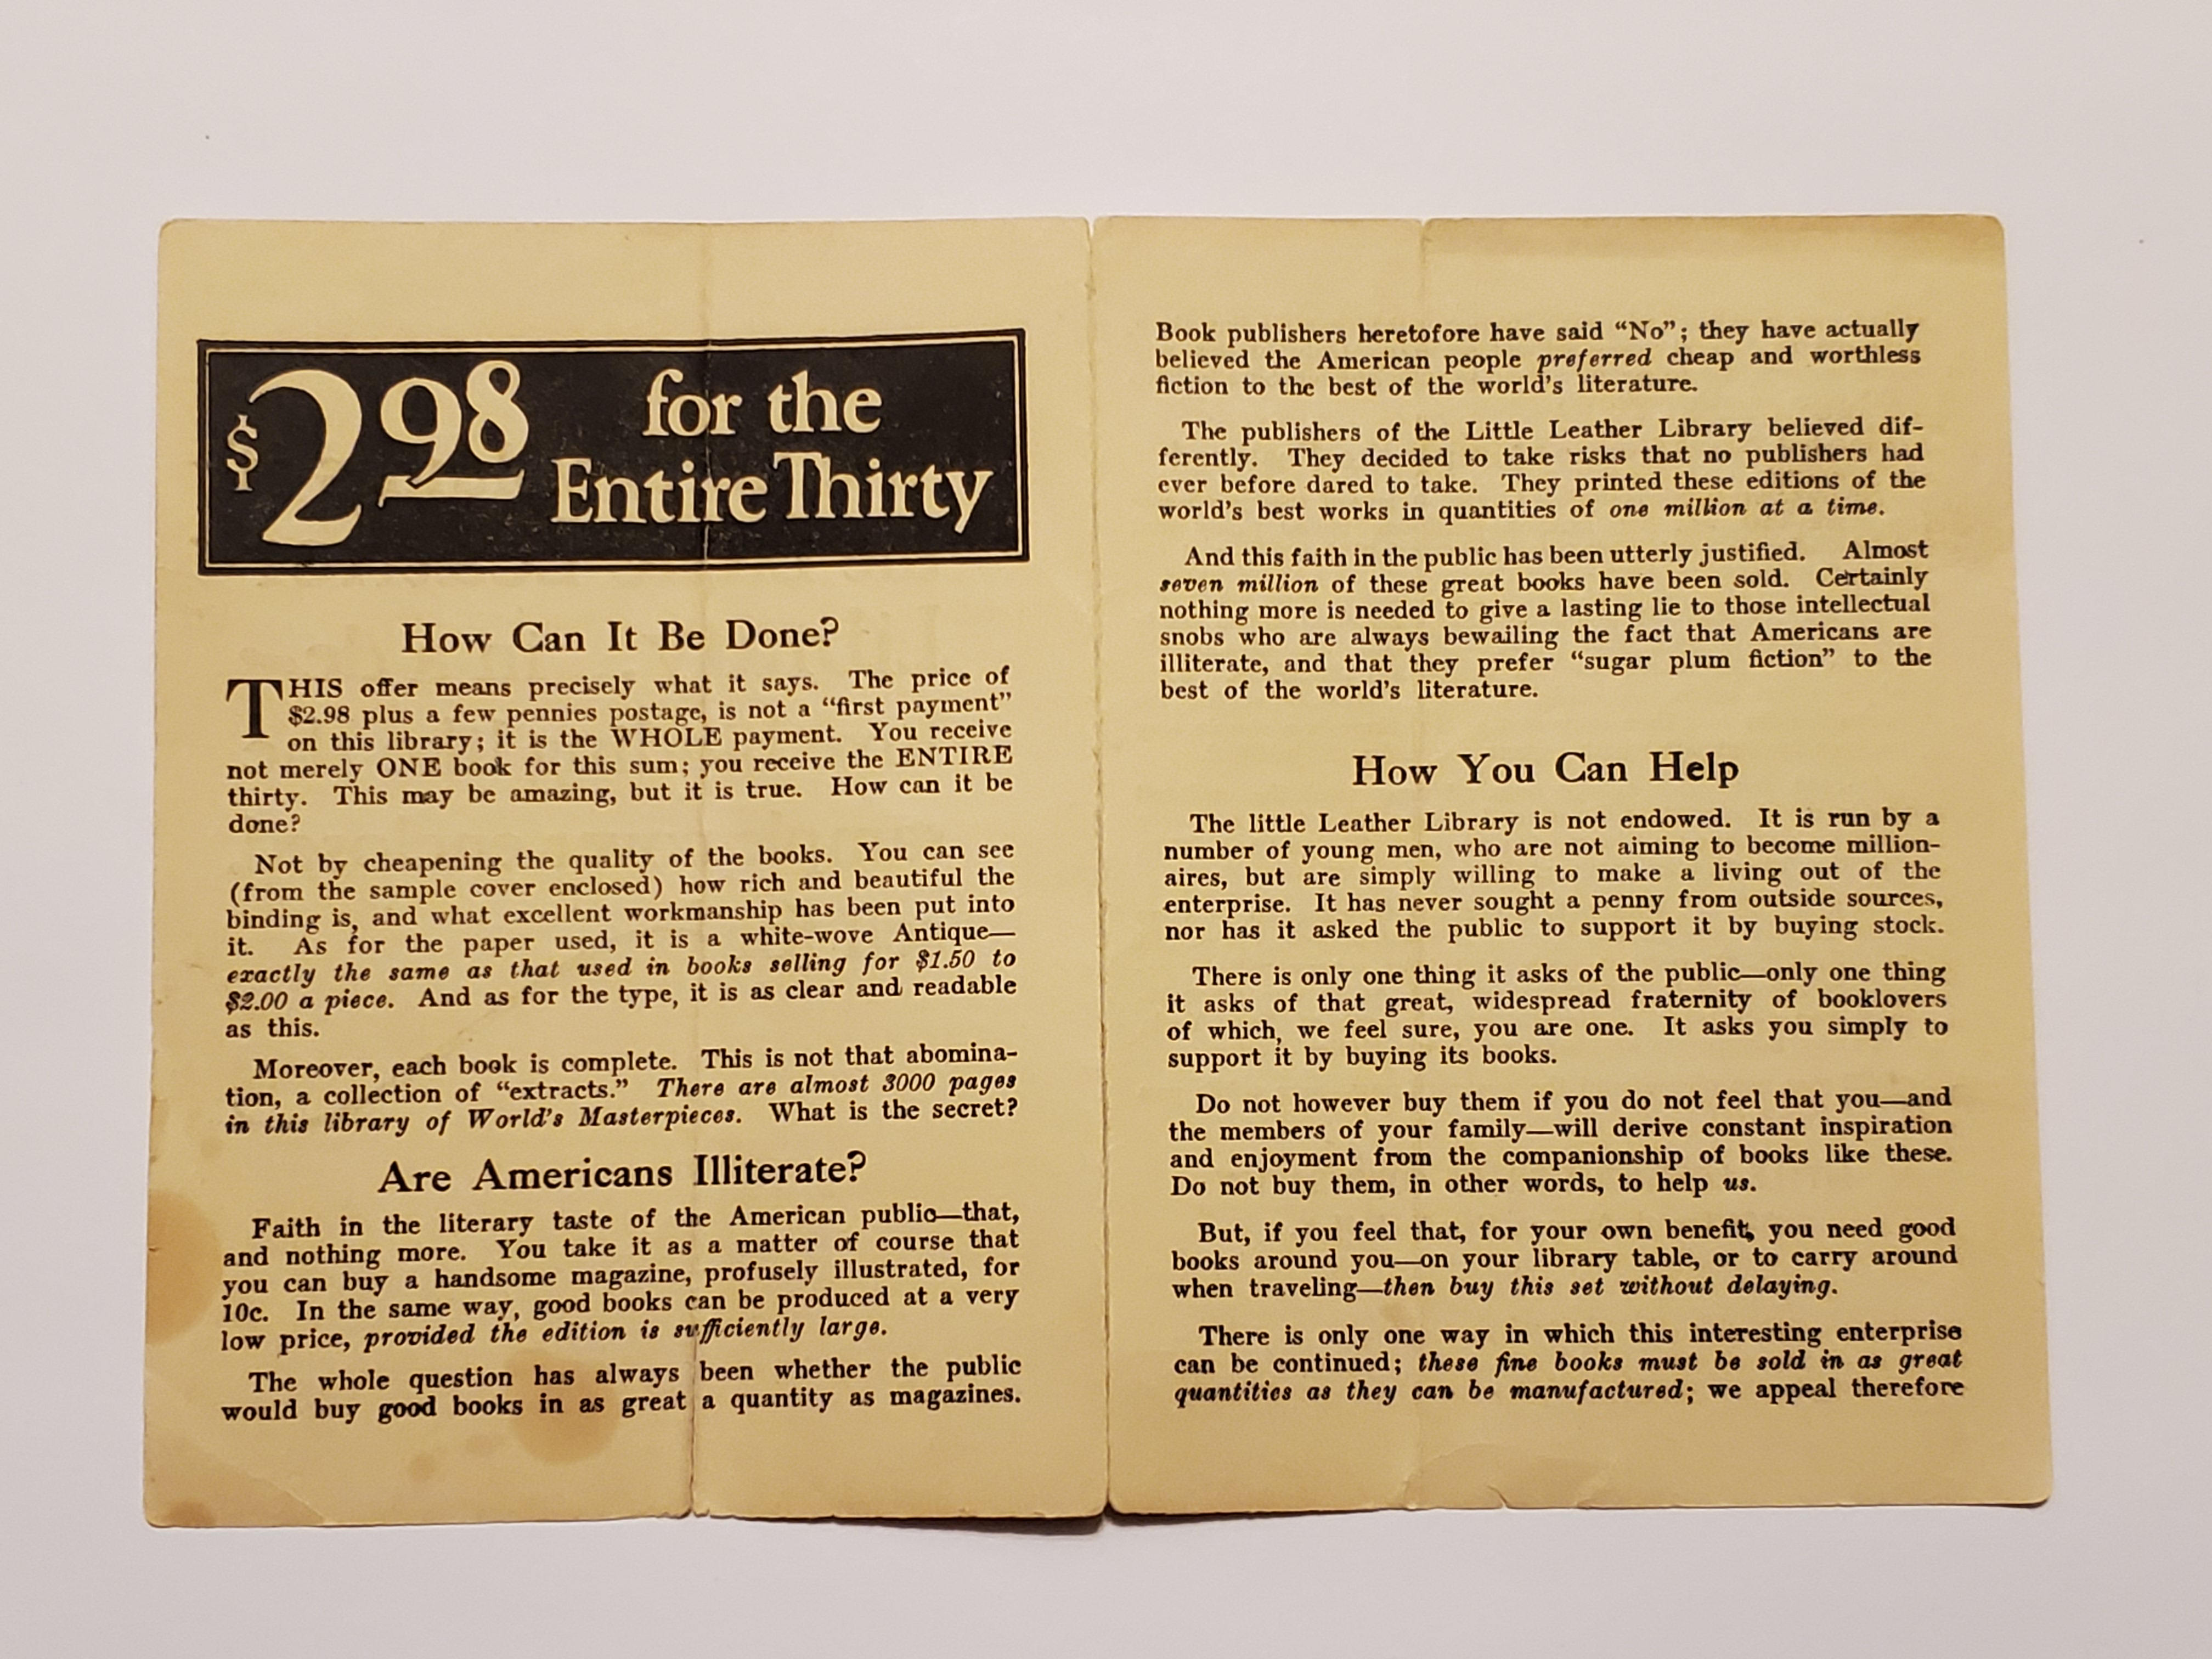 $2.98 for the
Entire Thirty
How Can It Be Done?
THIS offer means precisely what it says. The price of
$2.98 plus a few pennies postage, is not a “first payment”
on this library; it is the WHOLE payment. You receive
not merely ONE book for this sum; you receive the ENTIRE
thirty. This may be amazing, but it is true. How can it be
done?
Not by cheapening the quality of the books. You can see
(from the sample cover enclosed) how rich and beautiful the
binding is, and what excellent workmanship has been put into
it. As for the paper used, it is a white-wove Antique—
exactly the same as that used in books selling for $1.50 to
$2.00 a piece. And as for the type, it is as clear and readable
as this.
Moreover, each book is complete. This is not that abomina-
tion, a collection of “extracts.” There are almost 3000 pages
in this library of World's Masterpieces. What is the secret?
Are Americans Illiterate?
Faith in the literary taste of the American public—that,
and nothing more. You take it as a matter of course that
you can buy a handsome magazine, profusely illustrated, for
10c. In the same way, good books can be produced at a very
low price, provided the edition is sufficiently large.
The whole question has always been whether the public
would buy good books in as great a quantity as magazines.
Book publishers heretofore have said “No”; they have actually
believed the American people preferred cheap and worthless
fiction to the best of the world's literature.
The publishers of the Little Leather Library believed dif-
ferently. They decided to take risks that no publishers had
ever before dared to take. They printed these editions of the
world's best works in quantities of one million at a time.
And this faith in the public has been utterly justified. Almost
seven million of these great books have been sold. Certainly
nothing more is needed to give a lasting lie to those intellectual
snobs who are always bewailing the fact that Americans are
illiterate, and that they prefer “sugar plum fiction” to the
best of the world's literature.
How You Can Help
The little Leather Library is not endowed. It is run by a
number of young men, who are not aiming to become million-
aires, but are simply willing to make a living out of the
enterprise. It has never sought a penny from outside sources,
nor has it asked the public to support it by buying stock.
There is only one thing it asks of the public—only one thing
it asks of that great, widespread fraternity of booklovers
of which, we feel sure, you are one. It asks you simply to
support it by buying its books.
Do not however buy them if you do not feel that you—and
the members of your family—will derive constant inspiration
and enjoyment from the companionship of books like these.
Do not buy them, in other words, to help us.
But, if you feel that, for your own benefit, you need good
books around you—on your library table, or to carry around
when traveling—then buy this set without delaying.
There is only one way in which this interesting enterprise
can be continued; these fine books must be sold in as great
quantities as they can be manufactured; we appeal therefore